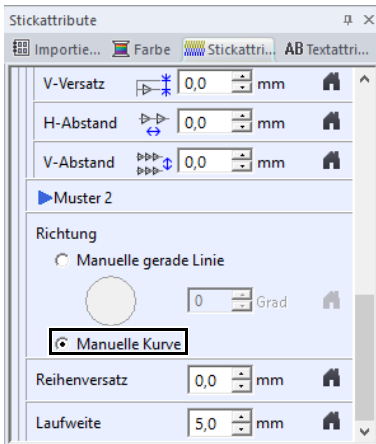 Stickattribute
Importie... Farbe Stickattri... AB Textattri...
V-Versatz 0,0 mm
H-Abstand 0,0 mm
V-Abstand 0,0 mm
Muster 2
Richtung
Manuelle gerade Linie
0 Grad
Manuelle Kurve
Reihenversatz 0,0 mm
Laufweite 5,0 mm